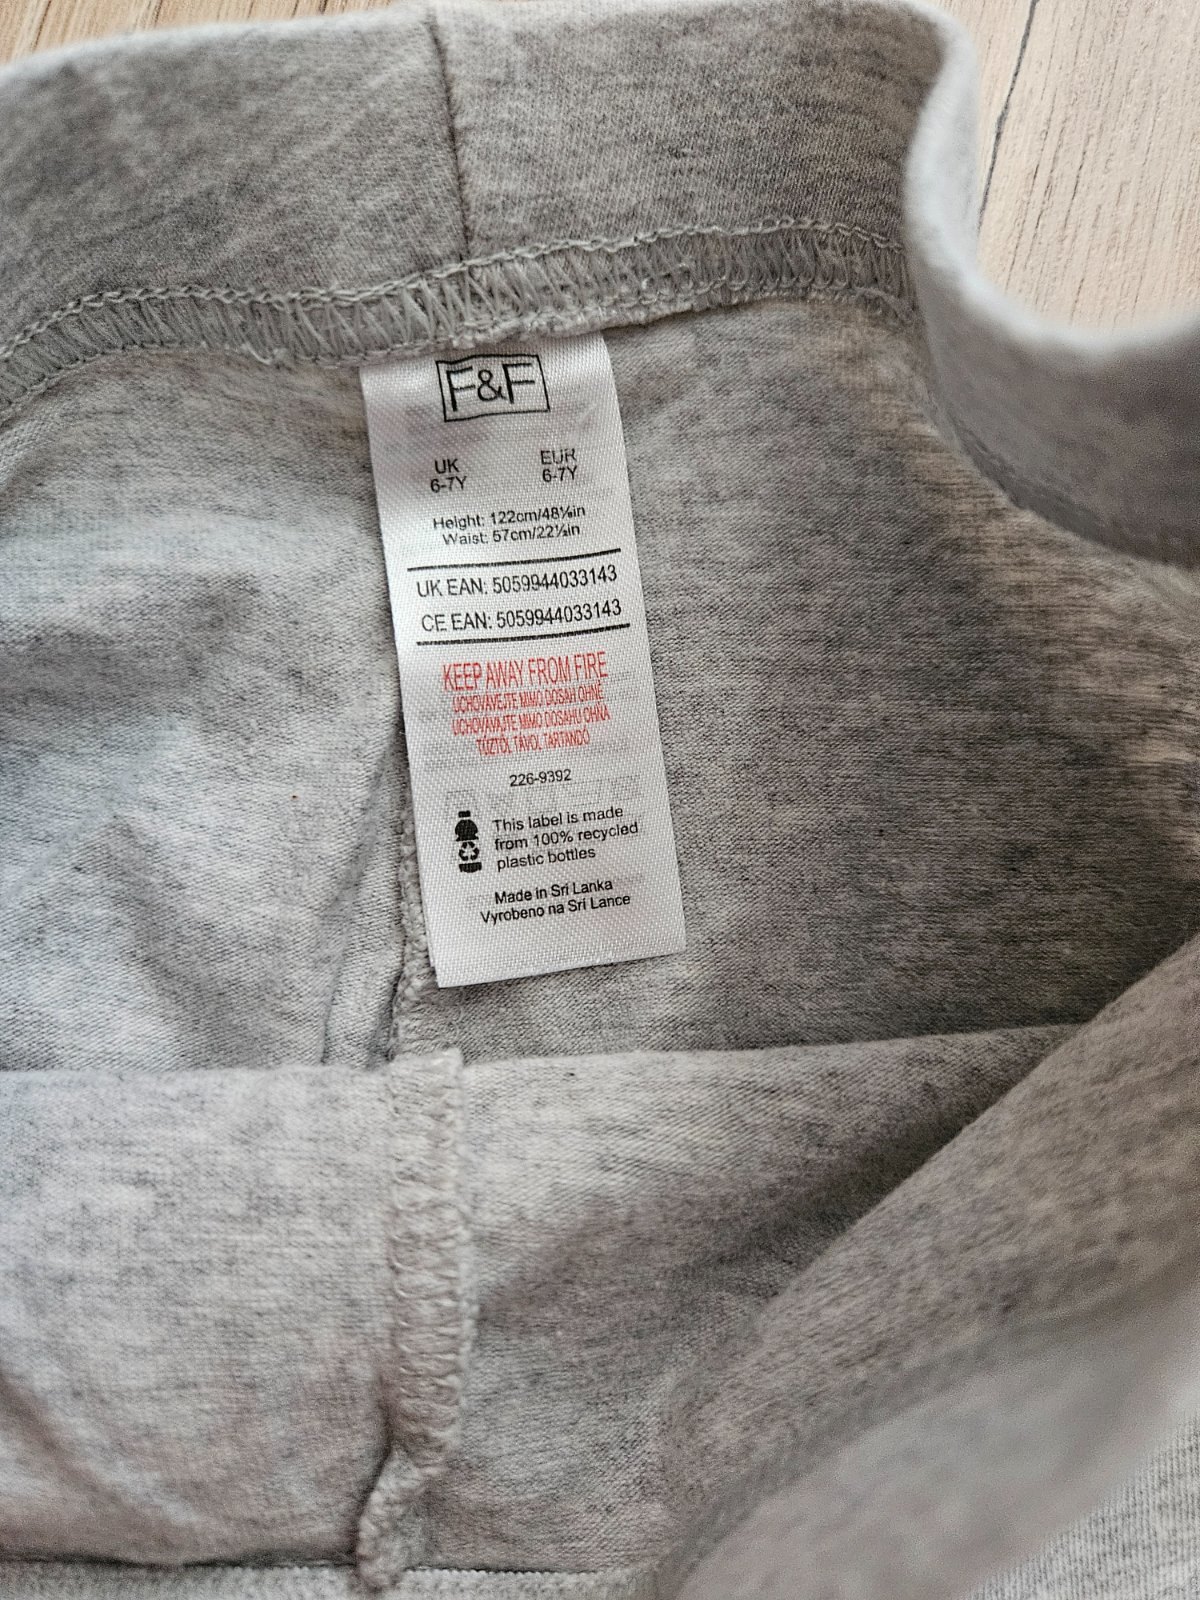 F&F
UK EUR
6-7Y 6-7Y
Height: 122cm/48⅛in
Waist: 57cm/22½in
UK EAN: 5059944033143
CE EAN: 5059944033143
KEEP AWAY FROM FIRE
UCHOVÁVEJTE MIMO DOSAH OHNĚ
UCHOVÁVAJTE MIMO DOSAHU OHŇA
TŰZTŐL TÁVOL TARTANDÓ
226-9392
This label is made
from 100% recycled
plastic bottles
Made in Sri Lanka
Vyrobeno na Srí Lance